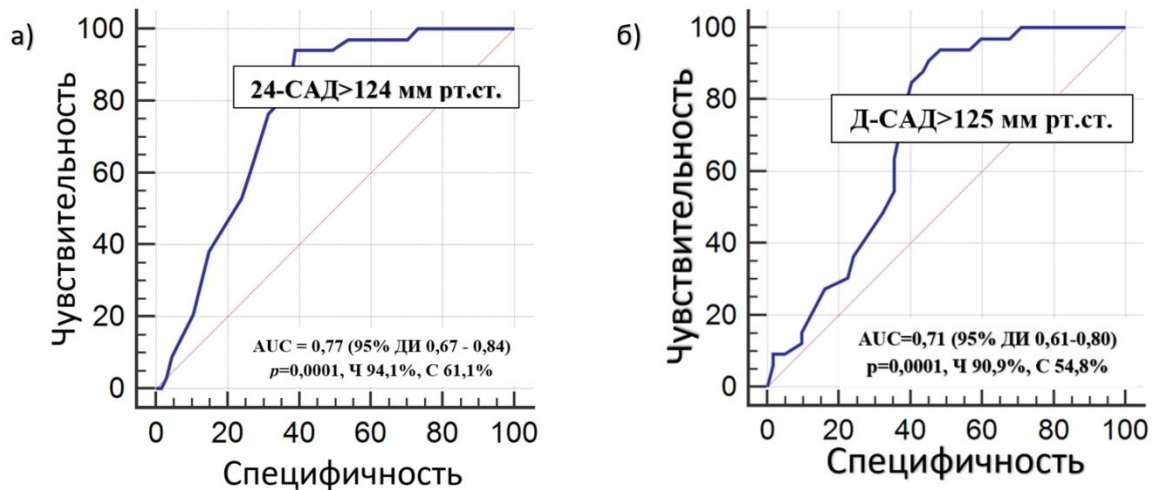 а)
Чувствительность
100
80
60
40
20
0
24-САД>124 мм рт.ст.
AUC = 0,77 (95% ДИ 0,67 - 0,84)
p=0,0001, Ч 94,1%, С 61,1%
0 20 40 60 80 100
Специфичность
б)
Чувствительность
100
80
60
40
20
0
Д-САД>125 мм рт.ст.
AUC=0,71 (95% ДИ 0,61-0,80)
p=0,0001, Ч 90,9%, С 54,8%
0 20 40 60 80 100
Специфичность